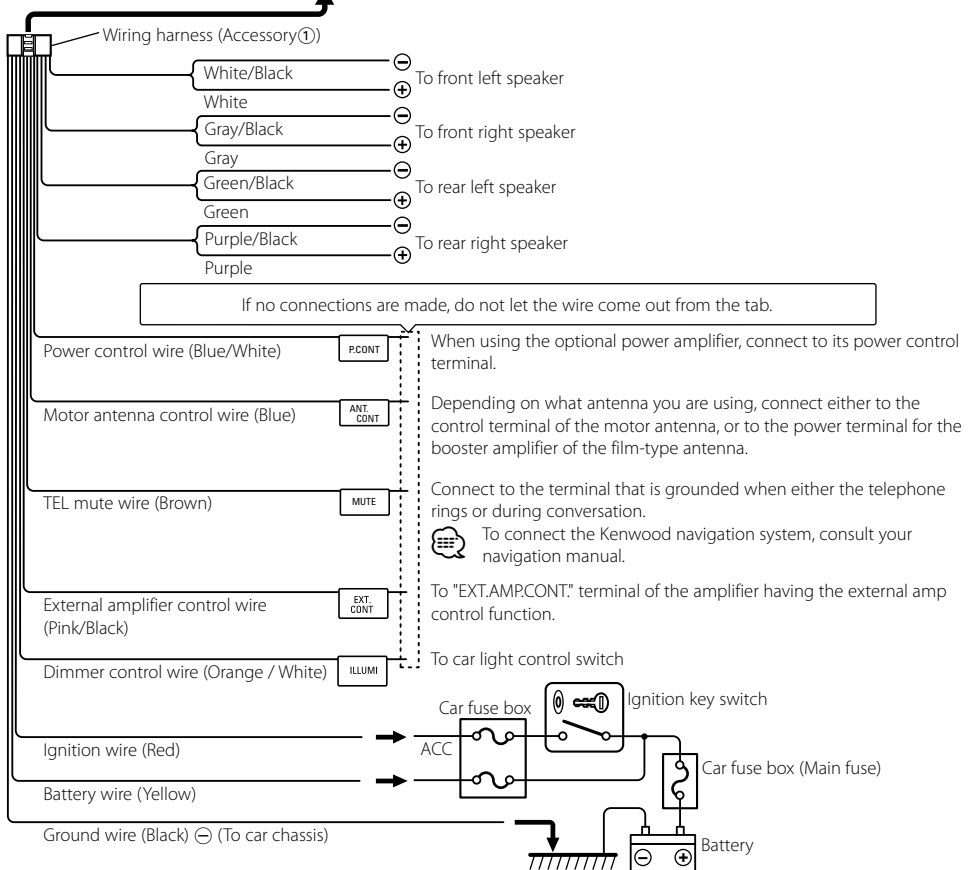 Wiring harness (Accessory①)
White/Black
⊖
To front left speaker
⊕
White
Gray/Black
⊖
To front right speaker
⊕
Gray
Green/Black
⊖
To rear left speaker
⊕
Green
Purple/Black
⊖
To rear right speaker
⊕
Purple
If no connections are made, do not let the wire come out from the tab.
Power control wire (Blue/White)
P.CONT
When using the optional power amplifier, connect to its power control
terminal.
Motor antenna control wire (Blue)
ANT.
CONT
Depending on what antenna you are using, connect either to the
control terminal of the motor antenna, or to the power terminal for the
booster amplifier of the film-type antenna.
TEL mute wire (Brown)
MUTE
Connect to the terminal that is grounded when either the telephone
rings or during conversation.
To connect the Kenwood navigation system, consult your
navigation manual.
External amplifier control wire
(Pink/Black)
EXT.
CONT
To "EXT.AMP.CONT." terminal of the amplifier having the external amp
control function.
Dimmer control wire (Orange / White)
ILLUMI
To car light control switch
Car fuse box
Ignition key switch
Ignition wire (Red)
ACC
Car fuse box (Main fuse)
Battery wire (Yellow)
Ground wire (Black) ⊖ (To car chassis)
Battery
⊖ ⊕